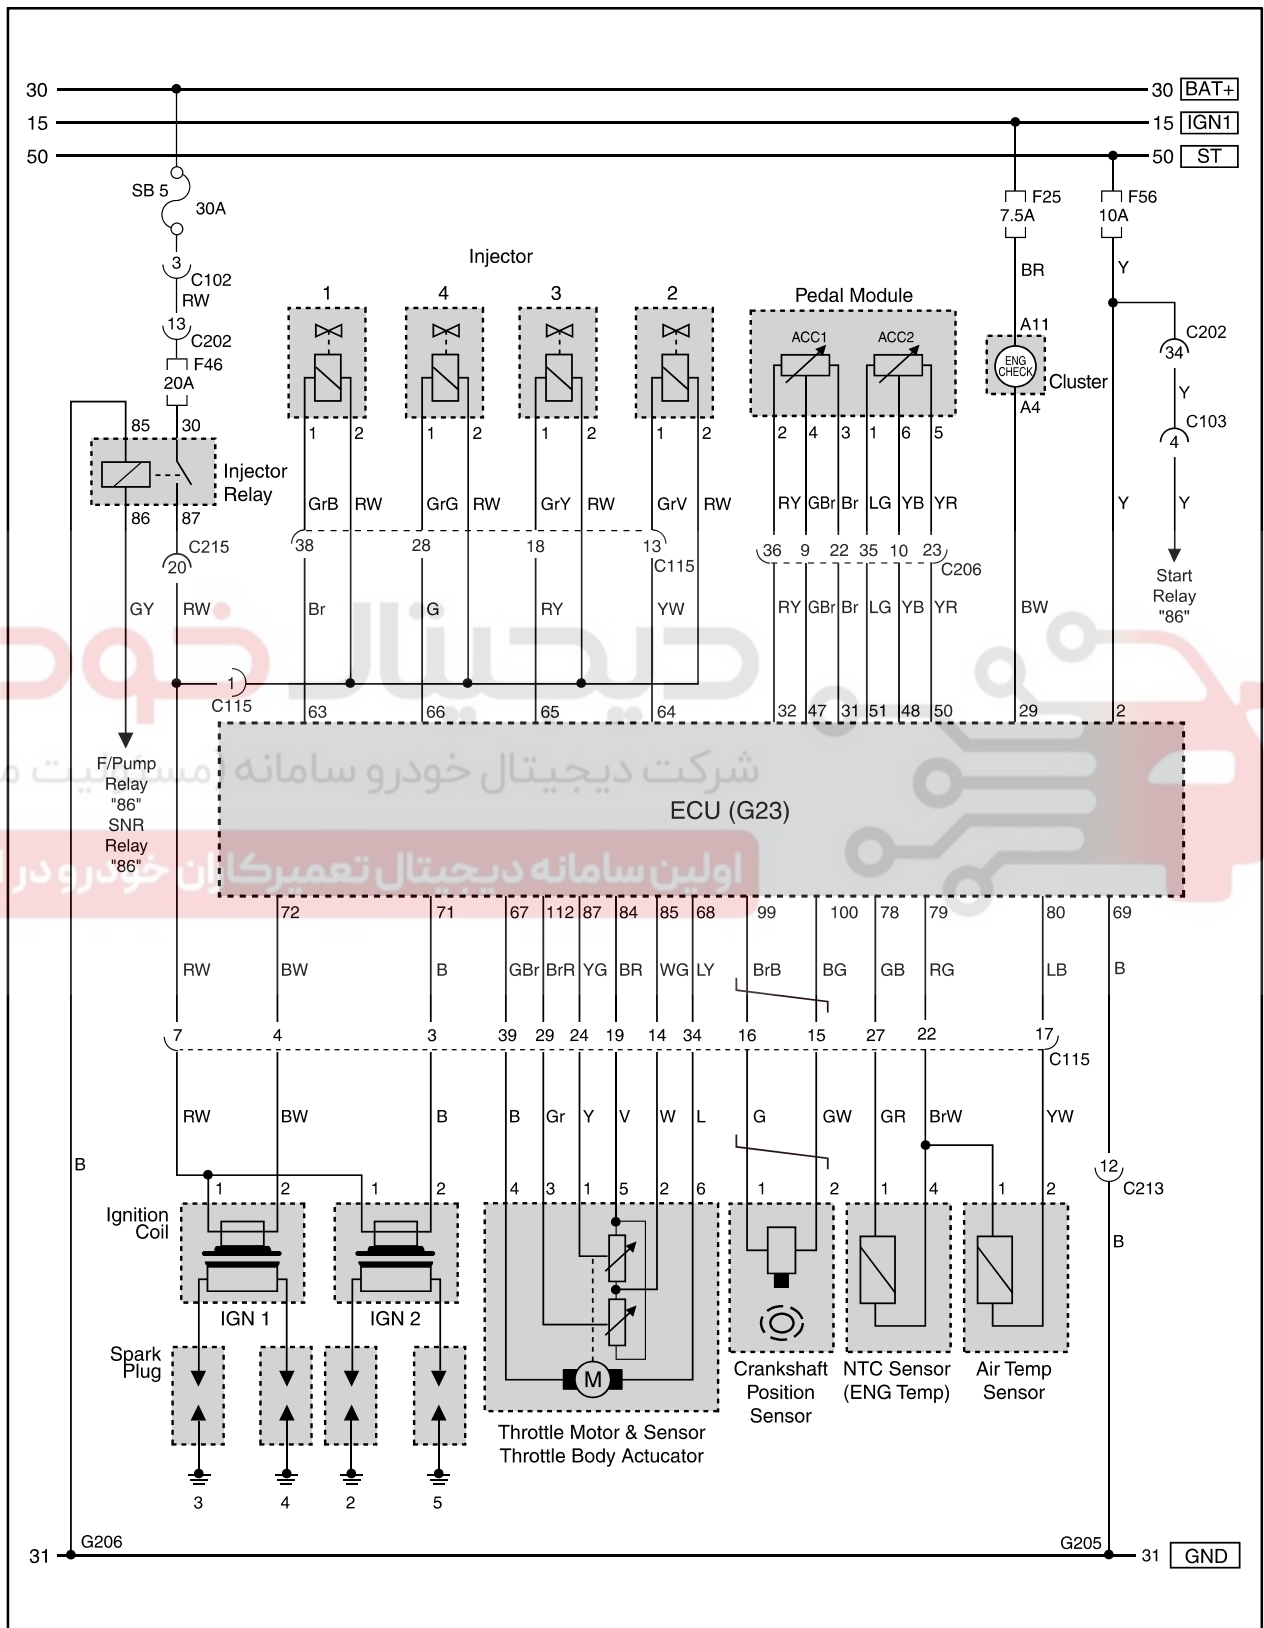 30 30 BAT+
15 15 IGN1
50 50 ST
SB 5
30A
F25
7.5A
F56
10A
3
C102
RW
13
C202
F46
20A
BR
Y
Injector
1 4 3 2
Pedal Module
ACC1 ACC2
A11
ENG
CHECK
Cluster
A4
C202
34
Y
C103
4
85 30
Injector
Relay
86 87
1 2 1 2 1 2 1 2
2 4 3 1 6 5
GrB RW GrG RW GrY RW GrV RW
RY GBr Br LG YB YR
Y Y
C215
20
38 28 18 13
C115
36 9 22 35 10 23
C206
Start
Relay
"86"
GY RW
Br G RY YW
RY GBr Br LG YB YR
BW
دیجیتال خودر
1
C115
63 66 65 64 32 47 31 51 48 50 29 2
F/Pump
Relay
"86"
SNR
Relay
"86"
شرکت دیجیتال خودرو سامانه (مسئولیت م
ECU (G23)
اولین سامانه دیجیتال تعمیرکاران خودرو در ا
72 71 67 112 87 84 85 68 99 100 78 79 80 69
RW BW B GBr BrR YG BR WG LY BrB BG GB RG LB B
7 4 3 39 29 24 19 14 34 16 15 27 22 17
C115
RW BW B B Gr Y V W L G GW GR BrW YW
B
12
C213
1 2 1 2 4 3 1 5 2 6 1 2 1 4 1 2
Ignition
Coil
B
IGN 1 IGN 2
Spark
Plug
M
Crankshaft
Position
Sensor
NTC Sensor
(ENG Temp)
Air Temp
Sensor
Throttle Motor & Sensor
Throttle Body Actucator
3 4 2 5
G206 G205
31 31 GND